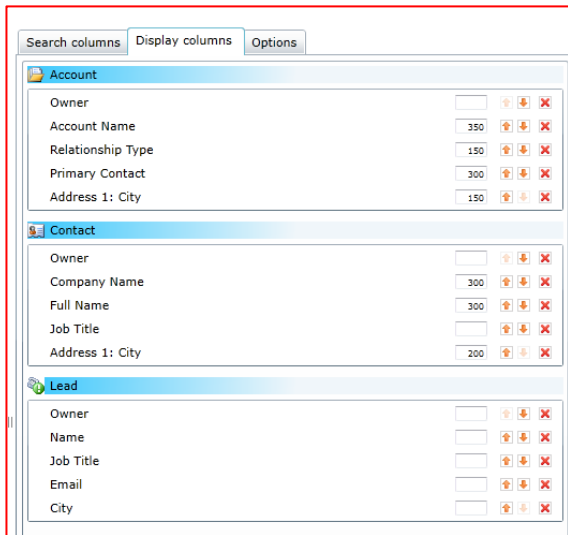 Search columns Display columns Options
Account
Owner
Account Name 350
Relationship Type 150
Primary Contact 300
Address 1: City 150
Contact
Owner
Company Name 300
Full Name 300
Job Title
Address 1: City 200
Lead
Owner
Name
Job Title
Email
City